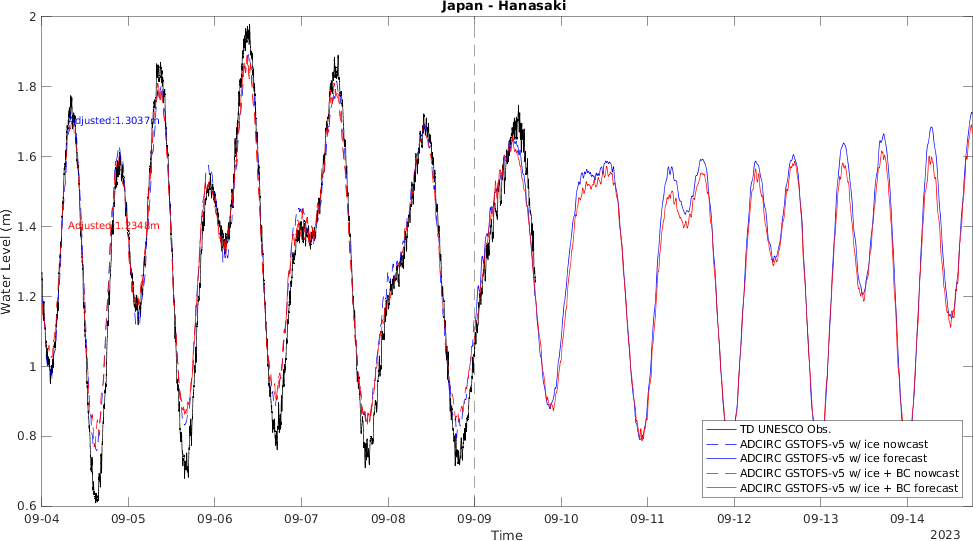 Japan - Hanasaki
2
1.8
1.6
1.4
1.2
1
0.8
0.6
Water Level (m)
Adjusted:1.3037m
Adjusted:1.2348m
TD UNESCO Obs.
ADCIRC GSTOFS-v5 w/ ice nowcast
ADCIRC GSTOFS-v5 w/ ice forecast
ADCIRC GSTOFS-v5 w/ ice + BC nowcast
ADCIRC GSTOFS-v5 w/ ice + BC forecast
09-04 09-05 09-06 09-07 09-08 09-09 09-10 09-11 09-12 09-13 09-14
Time
2023